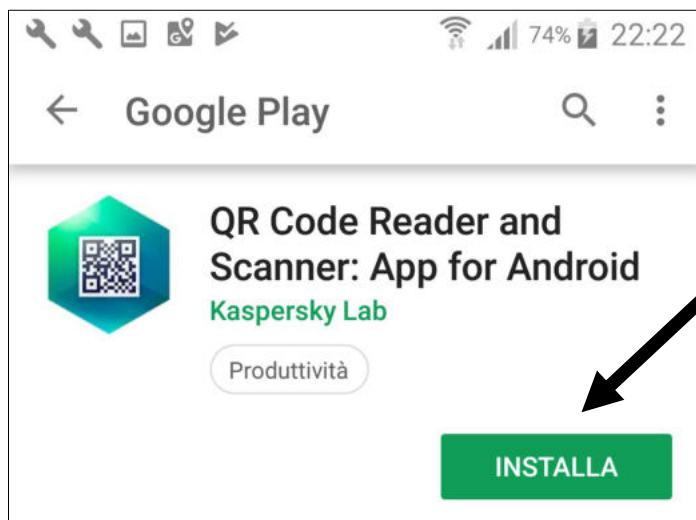 74% 22:22
Google Play
QR Code Reader and
Scanner: App for Android
Kaspersky Lab
Produttività
INSTALLA